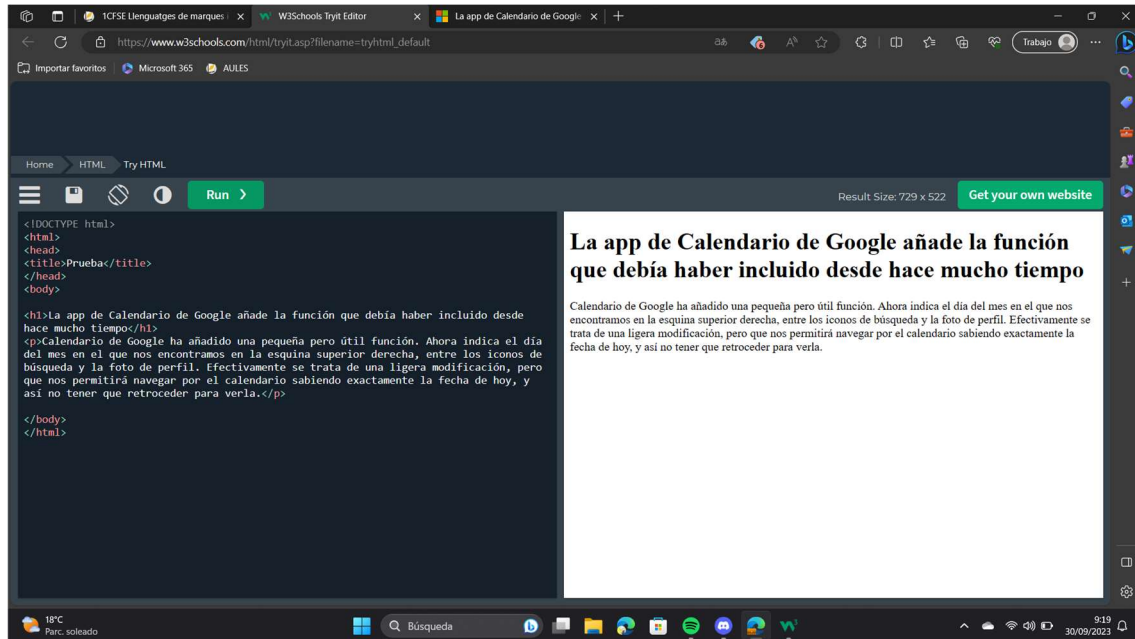 1CFSE Llenguatges de marques i
W3Schools Tryit Editor
La app de Calendario de Google
https://www.w3schools.com/html/tryit.asp?filename=tryhtml_default
Trabajo
Importar favoritos
Microsoft 365
AULES
Home
HTML
Try HTML
Run ❯
Result Size: 729 x 522
Get your own website
<!DOCTYPE html>
<html>
<head>
<title>Prueba</title>
</head>
<body>
<h1>La app de Calendario de Google añade la función que debía haber incluido desde
hace mucho tiempo</h1>
<p>Calendario de Google ha añadido una pequeña pero útil función. Ahora indica el día
del mes en el que nos encontramos en la esquina superior derecha, entre los iconos de
búsqueda y la foto de perfil. Efectivamente se trata de una ligera modificación, pero
que nos permitirá navegar por el calendario sabiendo exactamente la fecha de hoy, y
así no tener que retroceder para verla.</p>
</body>
</html>
La app de Calendario de Google añade la función
que debía haber incluido desde hace mucho tiempo
Calendario de Google ha añadido una pequeña pero útil función. Ahora indica el día del mes en el que nos
encontramos en la esquina superior derecha, entre los iconos de búsqueda y la foto de perfil. Efectivamente se
trata de una ligera modificación, pero que nos permitirá navegar por el calendario sabiendo exactamente la
fecha de hoy, y así no tener que retroceder para verla.
18°C
Parc. soleado
Búsqueda
9:19
30/09/2023